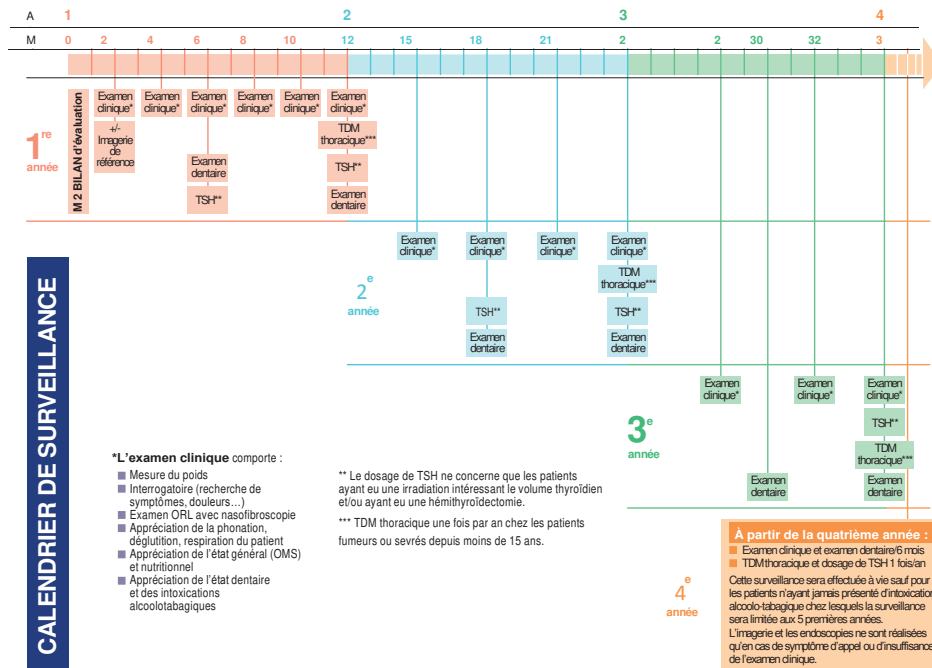 A 1 2 3 4
M 0 2 4 6 8 10 12 15 18 21 2 2 30 32 3
1re
année
M 2 BILAN d'évaluation
Examen
clinique*
+/-
Imagerie
de
référence
Examen
clinique*
Examen
clinique*
Examen
dentaire
TSH**
Examen
clinique*
Examen
clinique*
Examen
clinique*
TDM
thoracique***
TSH**
Examen
dentaire
2e
année
Examen
clinique*
Examen
clinique*
TSH**
Examen
dentaire
Examen
clinique*
Examen
clinique*
TDM
thoracique***
TSH**
Examen
dentaire
3e
année
Examen
clinique*
Examen
dentaire
Examen
clinique*
Examen
clinique*
TSH**
TDM
thoracique***
Examen
dentaire
CALENDRIER DE SURVEILLANCE
*L'examen clinique comporte :
Mesure du poids
Interrogatoire (recherche de
symptômes, douleurs…)
Examen ORL avec nasofibroscopie
Appréciation de la phonation,
déglutition, respiration du patient
Appréciation de l'état général (OMS)
et nutritionnel
Appréciation de l'état dentaire
et des intoxications
alcoolotabagiques
** Le dosage de TSH ne concerne que les patients
ayant eu une irradiation intéressant le volume thyroïdien
et/ou ayant eu une hémithyroïdectomie.
*** TDM thoracique une fois par an chez les patients
fumeurs ou sevrés depuis moins de 15 ans.
4e
année
À partir de la quatrième année :
Examen clinique et examen dentaire/6 mois
TDM thoracique et dosage de TSH 1 fois/an
Cette surveillance sera effectuée à vie sauf pour
les patients n'ayant jamais présenté d'intoxication
alcoolo-tabagique chez lesquels la surveillance
sera limitée aux 5 premières années.
L'imagerie et les endoscopies ne sont réalisées
qu'en cas de symptôme d'appel ou d'insuffisance
de l'examen clinique.